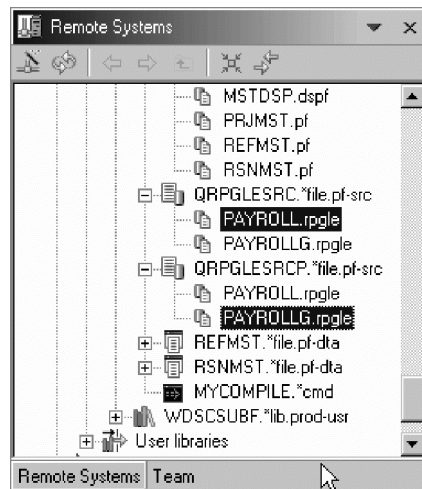 Remote Systems
MSTDSP.dspf
PRJMST.pf
REFMST.pf
RSNMST.pf
QRPGLESRC.*file.pf-src
PAYROLL.rpgle
PAYROLLG.rpgle
QRPGLESRCP.*file.pf-src
PAYROLL.rpgle
PAYROLLG.rpgle
REFMST.*file.pf-dta
RSNMST.*file.pf-dta
MYCOMPILE.*cmd
WDSCSUBF.*lib.prod-usr
User libraries
Remote Systems Team